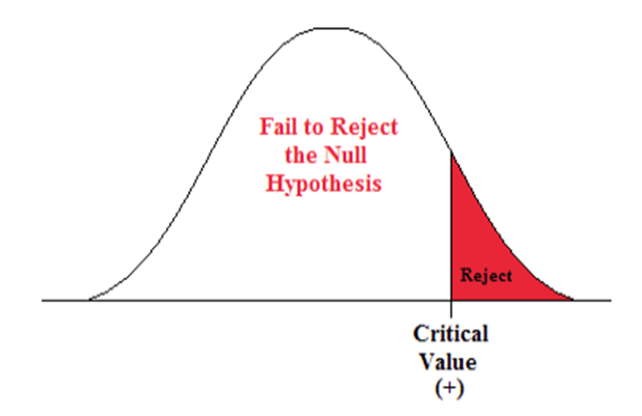 Fail to Reject
the Null
Hypothesis
Reject
Critical
Value
(+)